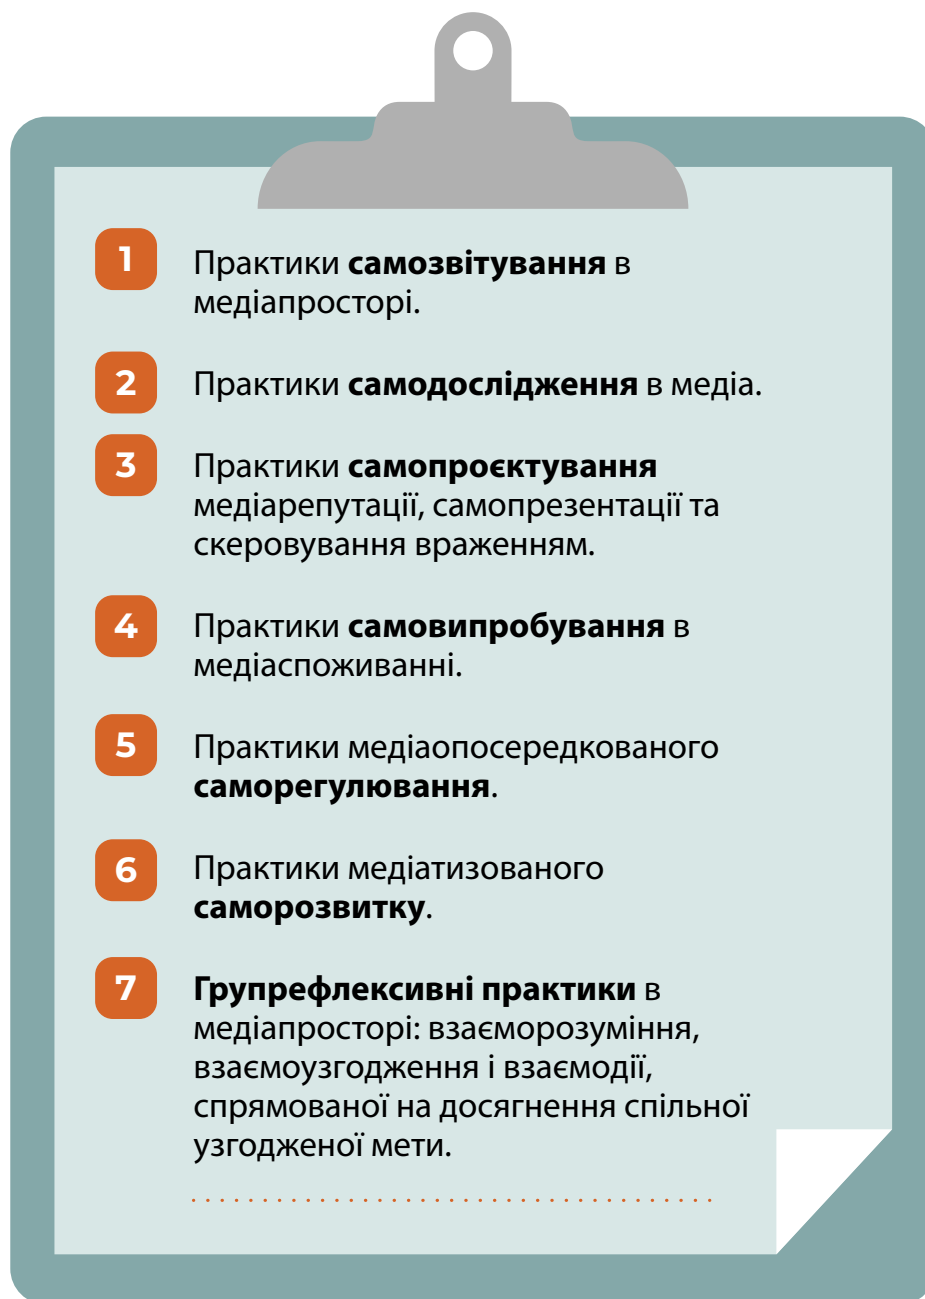 1 Практики самозвітування в
медіапросторі.
2 Практики самодослідження в медіа.
3 Практики самопроєктування
медіарепутації, самопрезентації та
скеровування враженням.
4 Практики самовипробування в
медіаспоживанні.
5 Практики медіаопосередкованого
саморегулювання.
6 Практики медіатизованого
саморозвитку.
7 Групрефлексивні практики в
медіапросторі: взаєморозуміння,
взаємоузгодження і взаємодії,
спрямованої на досягнення спільної
узгодженої мети.